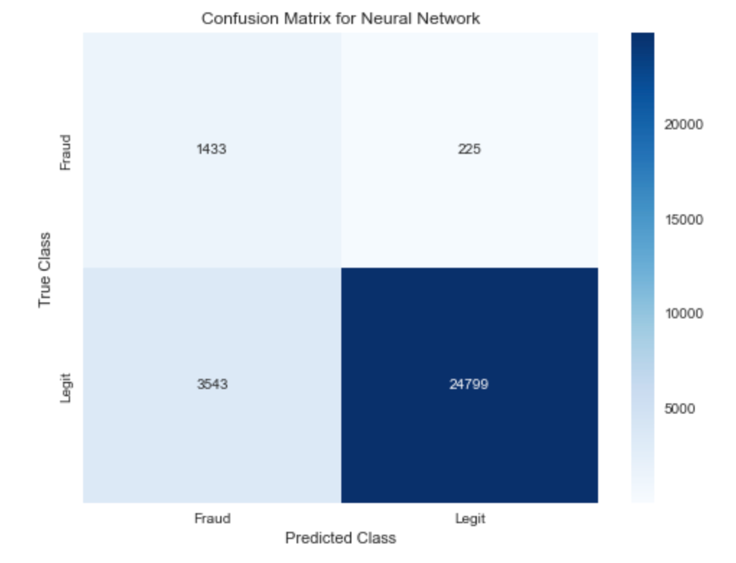 Confusion Matrix for Neural Network
Fraud
1433
225
20000
15000
True Class
10000
Legit
3543
24799
5000
Fraud
Legit
Predicted Class